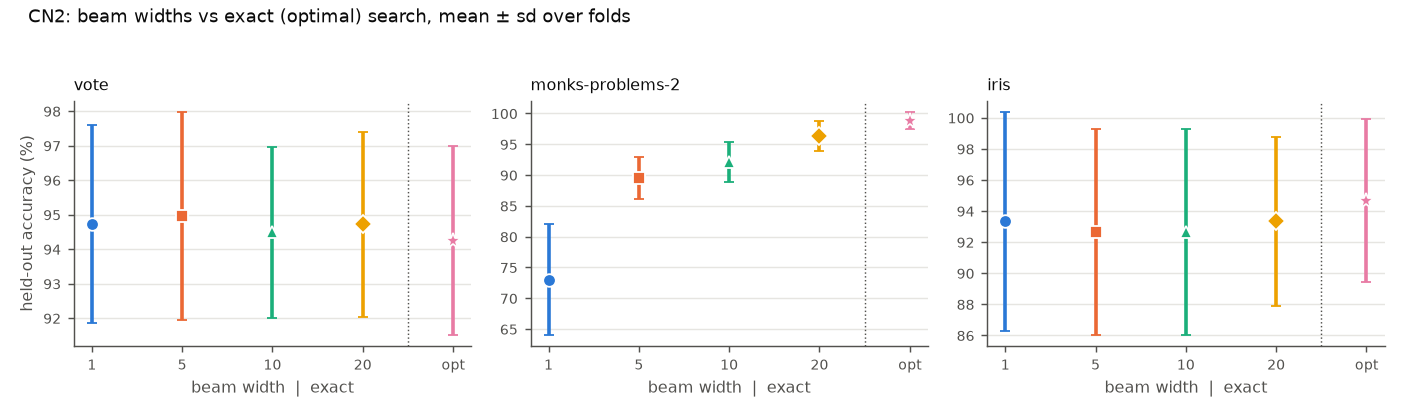 CN2: beam widths vs exact (optimal) search, mean ± sd over folds
vote
held-out accuracy (%)
98
97
96
95
94
93
92
1 5 10 20 opt
beam width | exact
monks-problems-2
100
95
90
85
80
75
70
65
1 5 10 20 opt
beam width | exact
iris
100
98
96
94
92
90
88
86
1 5 10 20 opt
beam width | exact